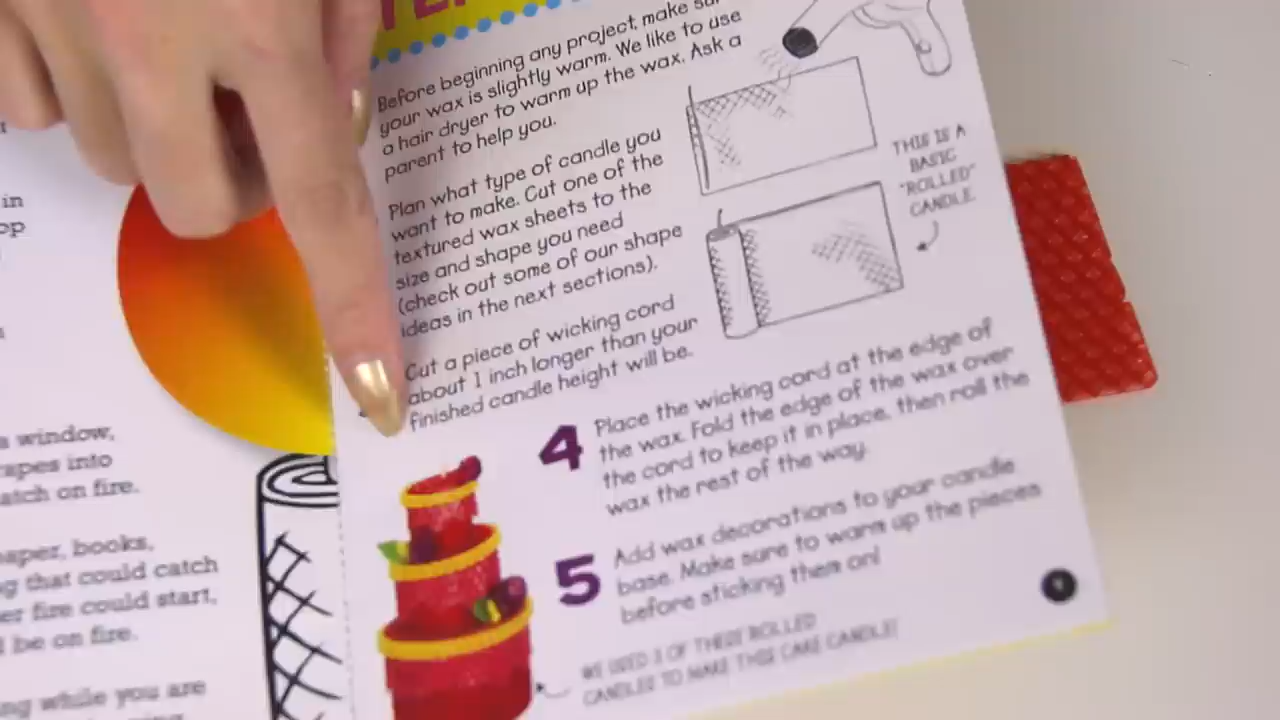 in
op
a window,
rapes into
atch on fire.
paper, books,
ng that could catch
er fire could start,
l be on fire.
ng while you are
Before beginning any project, make su
your wax is slightly warm. We like to use
a hair dryer to warm up the wax. Ask a
parent to help you.
Plan what type of candle you
want to make. Cut one of the
textured wax sheets to the
size and shape you need
(check out some of our shape
ideas in the next sections).
Cut a piece of wicking cord
about 1 inch longer than your
finished candle height will be.
THIS IS A
BASIC
"ROLLED"
CANDLE.
4 Place the wicking cord at the edge of
the wax. Fold the edge of the wax over
the cord to keep it in place, then roll the
wax the rest of the way.
5 Add wax decorations to your candle
base. Make sure to warm up the pieces
before sticking them on!
WE USED 3 OF THESE ROLLED
CANDLES TO MAKE THIS CAKE CANDLE!